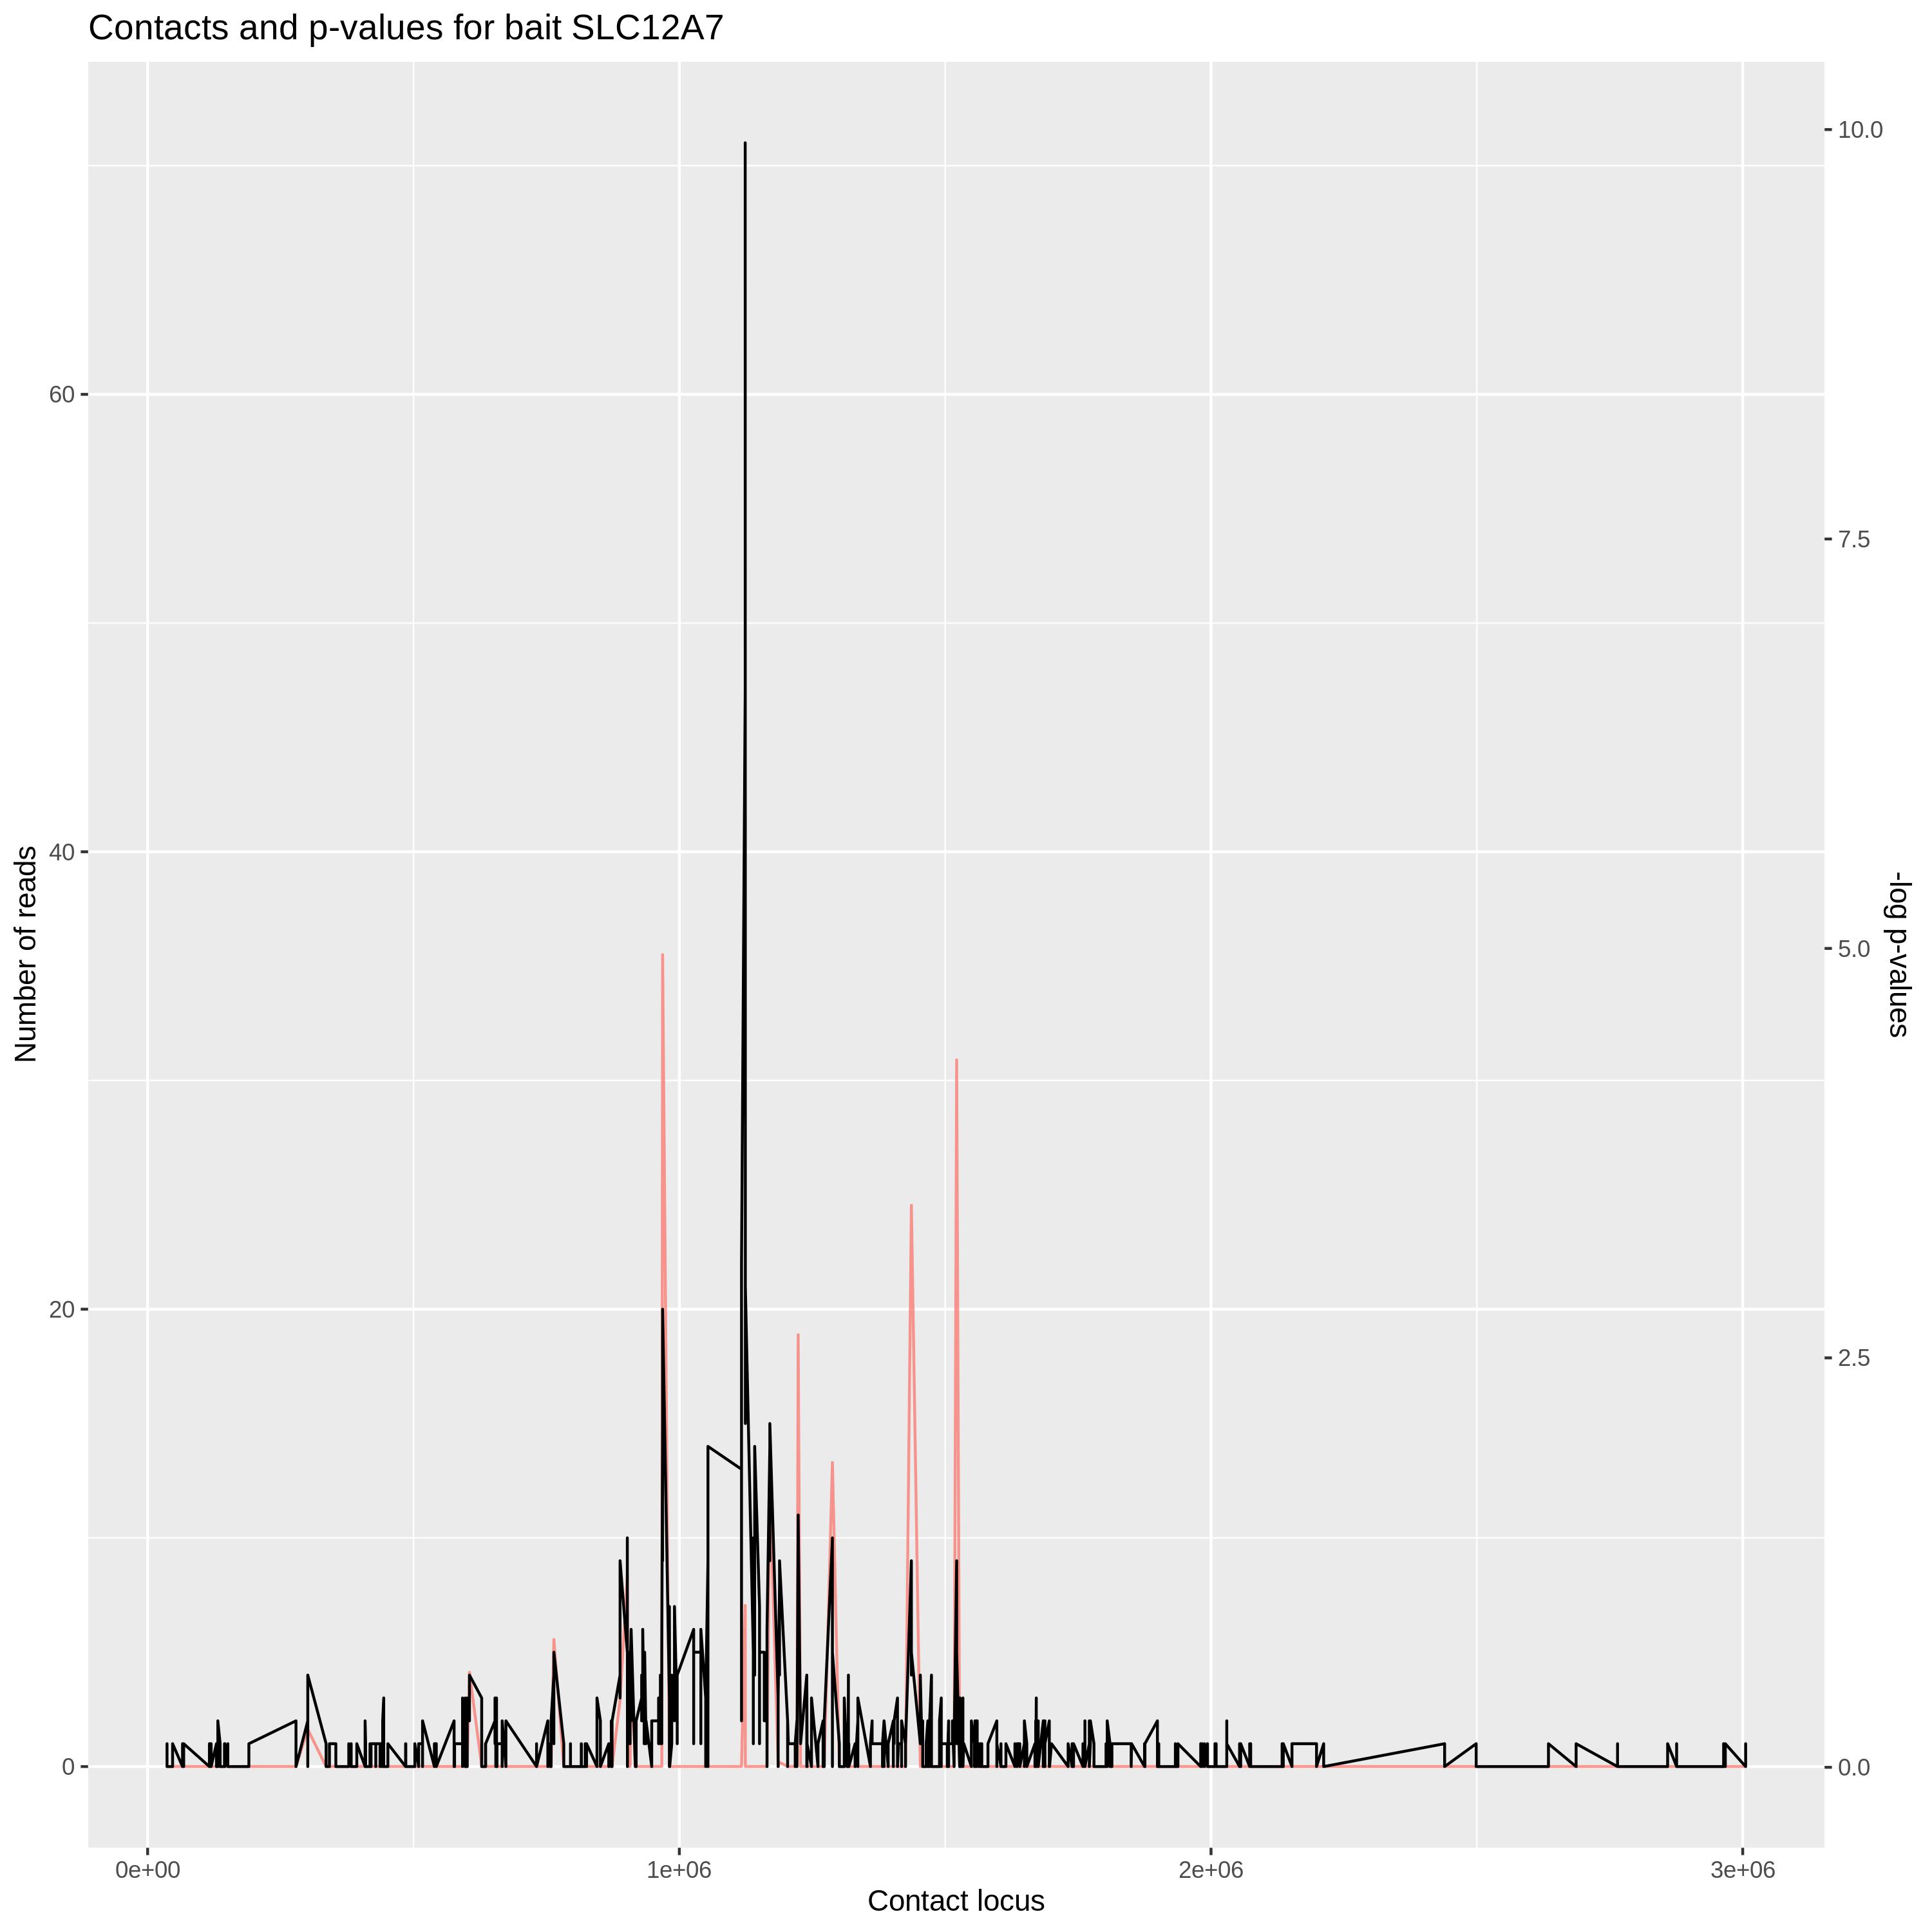 Contacts and p-values for bait SLC12A7
10.0
7.5
5.0
2.5
0.0
60
40
20
0
Number of reads
-log p-values
0e+00 1e+06 2e+06 3e+06
Contact locus